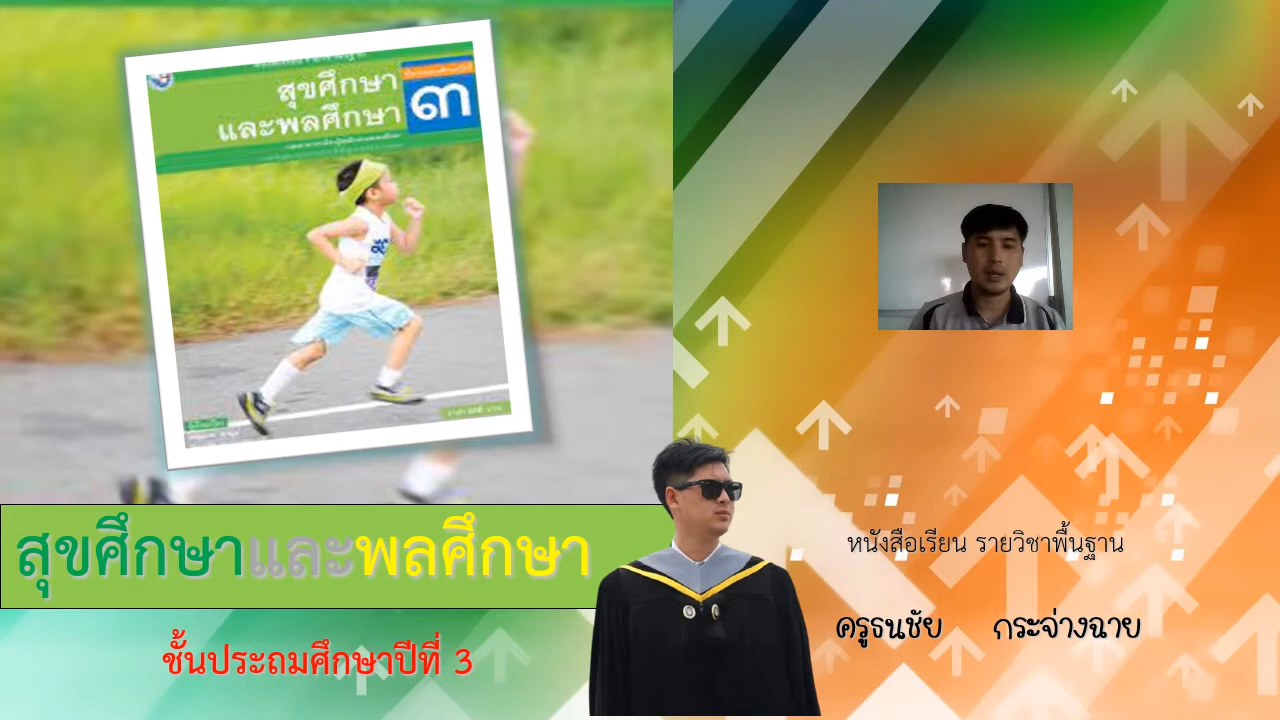 สุขศึกษา
และพลศึกษา
๓
สุขศึกษาและพลศึกษา
ชั้นประถมศึกษาปีที่ 3
หนังสือเรียน รายวิชาพื้นฐาน
ครูธนชัย กระจ่างฉาย